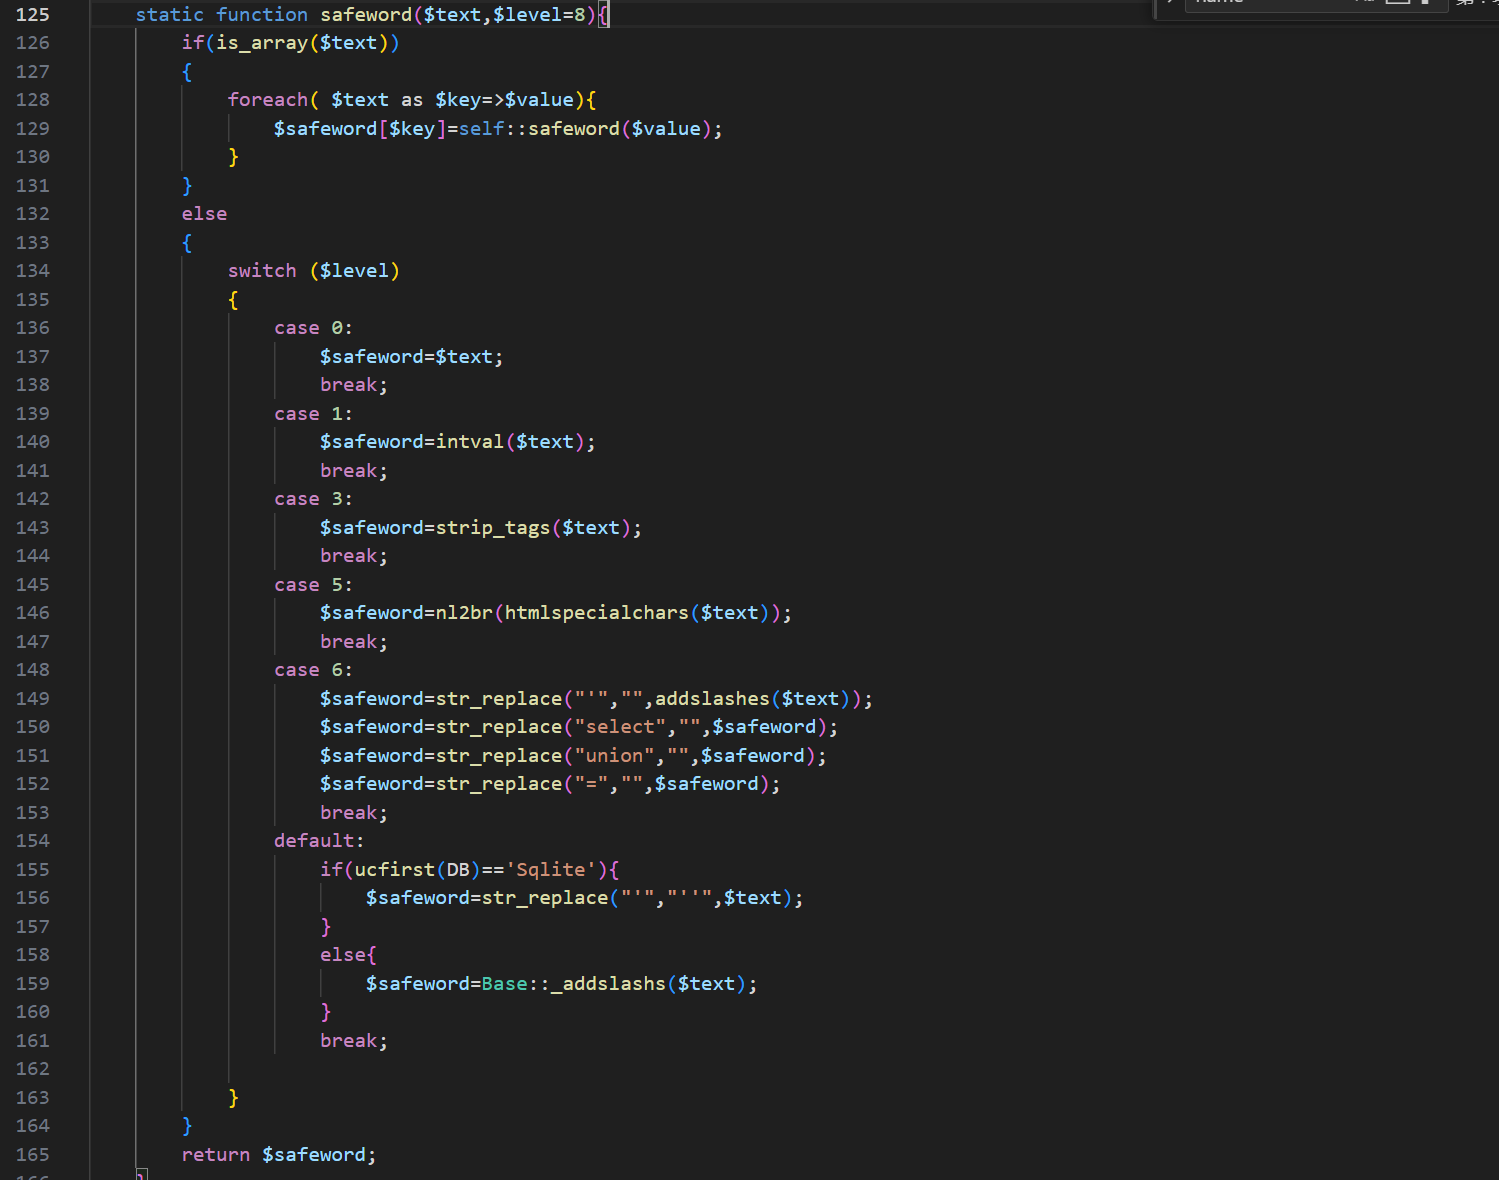 125 static function safeword($text,$level=8){
126 if(is_array($text))
127 {
128 foreach( $text as $key=>$value){
129 $safeword[$key]=self::safeword($value);
130 }
131 }
132 else
133 {
134 switch ($level)
135 {
136 case 0:
137 $safeword=$text;
138 break;
139 case 1:
140 $safeword=intval($text);
141 break;
142 case 3:
143 $safeword=strip_tags($text);
144 break;
145 case 5:
146 $safeword=nl2br(htmlspecialchars($text));
147 break;
148 case 6:
149 $safeword=str_replace("'","",addslashes($text));
150 $safeword=str_replace("select","",$safeword);
151 $safeword=str_replace("union","",$safeword);
152 $safeword=str_replace("=","",$safeword);
153 break;
154 default:
155 if(ucfirst(DB)=='Sqlite'){
156 $safeword=str_replace("'","''",$text);
157 }
158 else{
159 $safeword=Base::_addslashs($text);
160 }
161 break;
162
163 }
164 }
165 return $safeword;
166 }